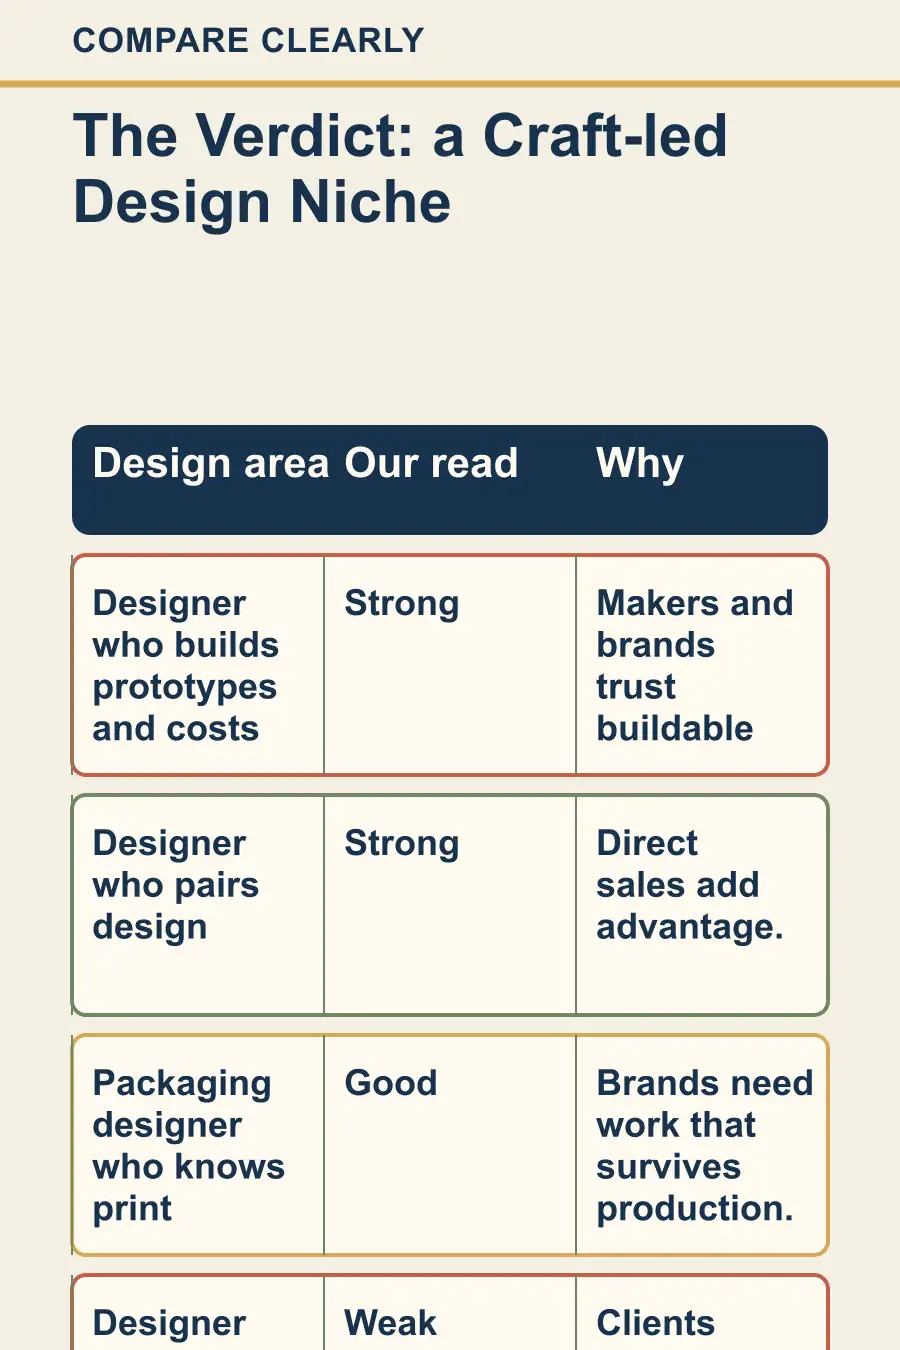 COMPARE CLEARLY
The Verdict: a Craft-led
Design Niche
Design area Our read Why
Designer
who builds
prototypes
and costs
Strong
Makers and
brands
trust
buildable
Designer
who pairs
design
Strong
Direct
sales add
advantage.
Packaging
designer
who knows
print
Good
Brands need
work that
survives
production.
Designer
Weak
Clients